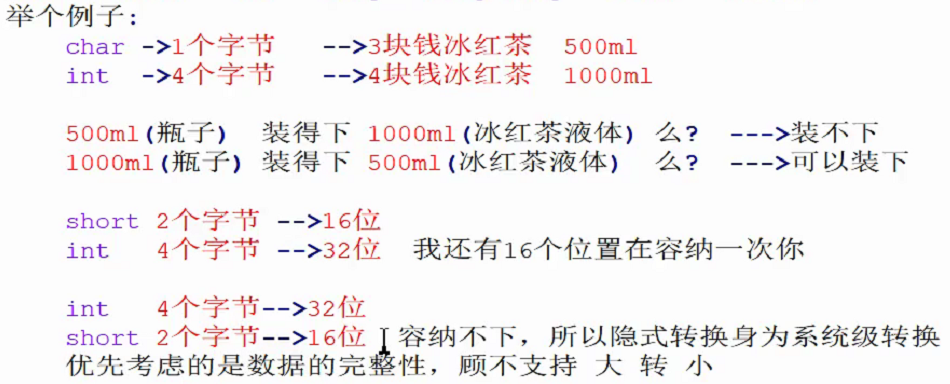 举个例子:
char ->1个字节 -->3块钱冰红茶 500ml
int ->4个字节 -->4块钱冰红茶 1000ml
500ml(瓶子) 装得下 1000ml(冰红茶液体) 么? --->装不下
1000ml(瓶子) 装得下 500ml(冰红茶液体) 么? --->可以装下
short 2个字节 -->16位
int 4个字节 -->32位 我还有16个位置在容纳一次你
int 4个字节-->32位
short 2个字节-->16位 容纳不下，所以隐式转换身为系统级转换
优先考虑的是数据的完整性，顾不支持 大 转 小